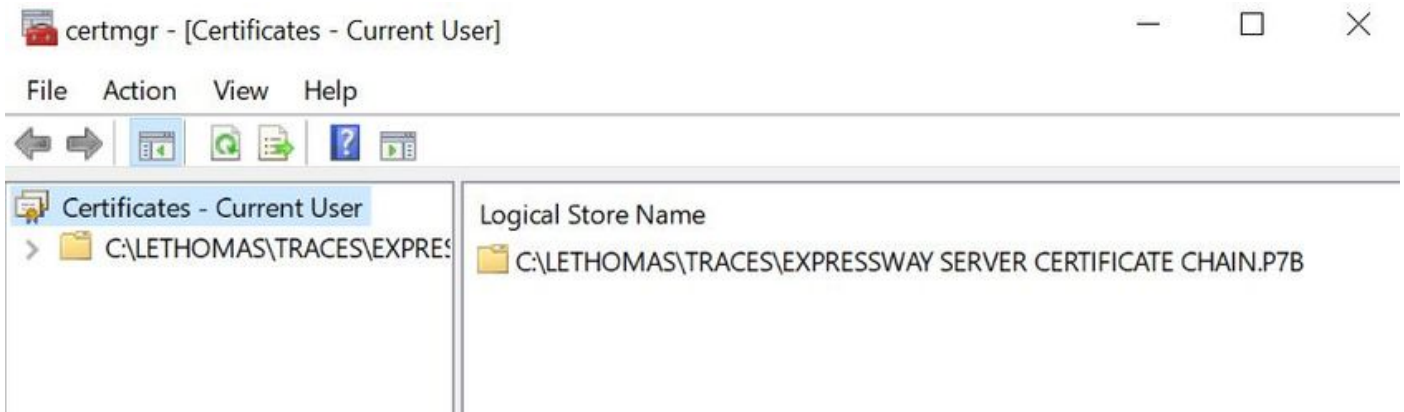 certmgr - [Certificates - Current User]
File Action View Help
Certificates - Current User
C:\LETHOMAS\TRACES\EXPRES
Logical Store Name
C:\LETHOMAS\TRACES\EXPRESSWAY SERVER CERTIFICATE CHAIN.P7B